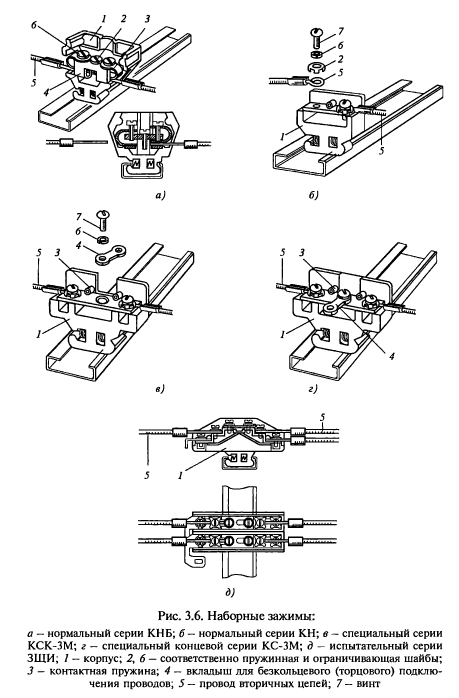 1 2 3
6
5
4
а)
7
6
2
5
1
5
б)
7
6
4
3
5
1
в)
5 3
1
4
г)
5
5 1
д)
Рис. 3.6. Наборные зажимы:
а — нормальный серии КНБ; б — нормальный серии КН; в — специальный серии
КСК-3М; г — специальный концевой серии КС-3М; д — испытательный серии
ЗЩИ; 1 — корпус; 2, 6 — соответственно пружинная и ограничивающая шайбы;
3 — контактная пружина; 4 — вкладыш для безкольцевого (торцового) подклю-
чения проводов; 5 — провод вторичных цепей; 7 — винт